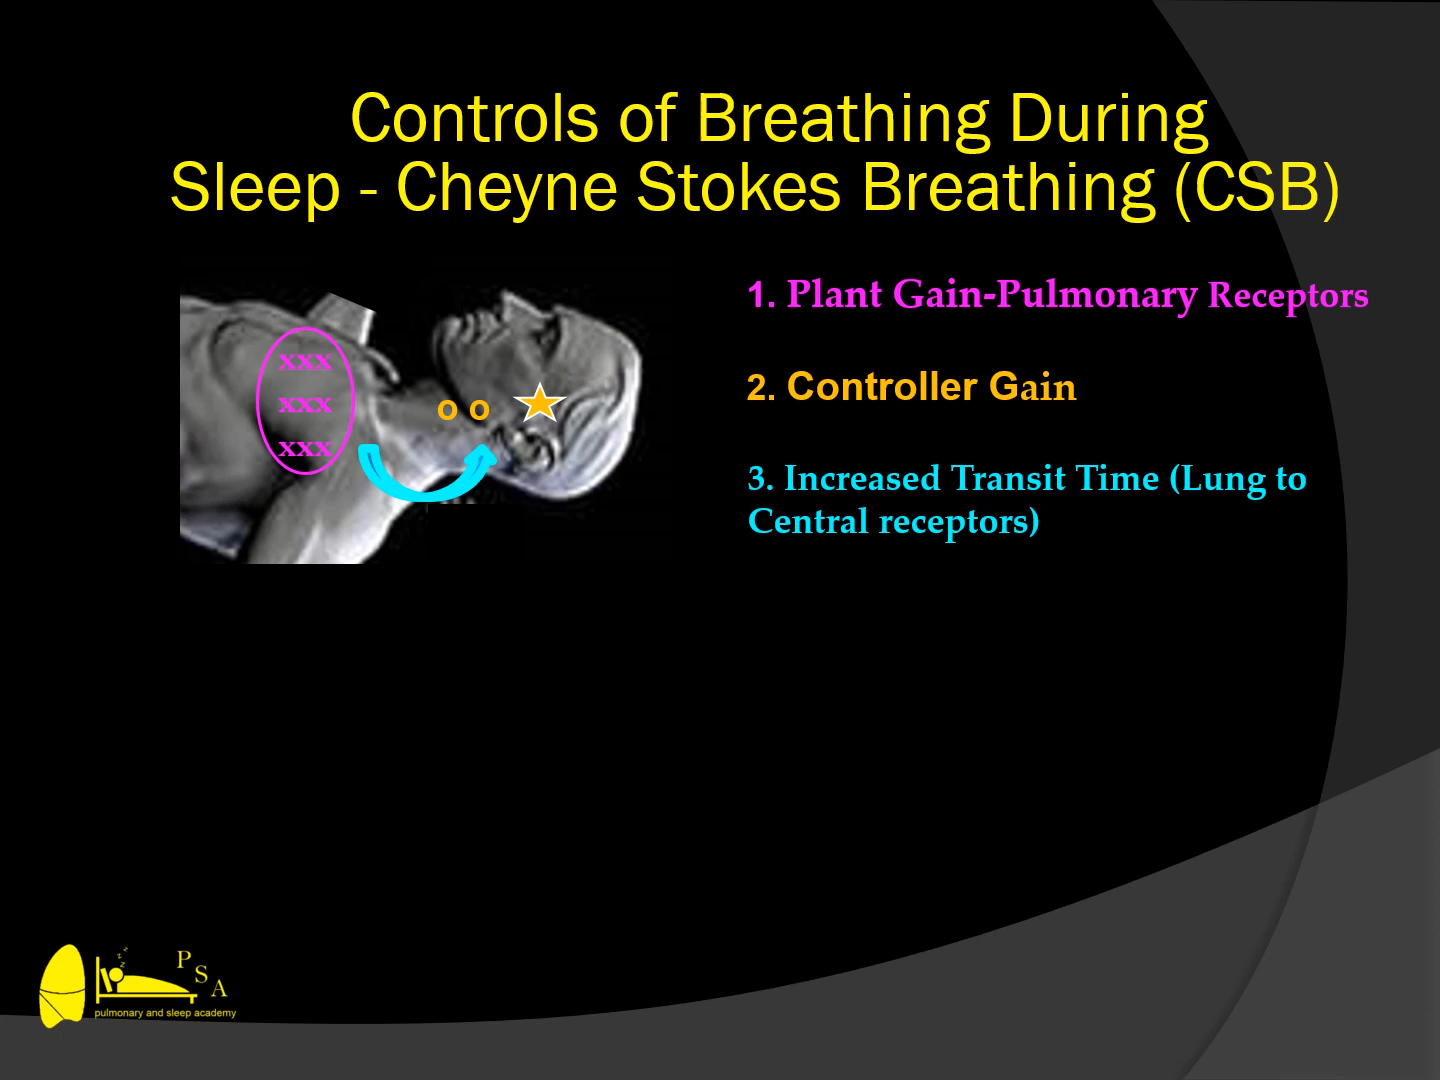 Controls of Breathing During
Sleep - Cheyne Stokes Breathing (CSB)
xxx
xxx
xxx
o o
1. Plant Gain-Pulmonary Receptors
2. Controller Gain
3. Increased Transit Time (Lung to
Central receptors)
z
z
z
P
S
A
pulmonary and sleep academy